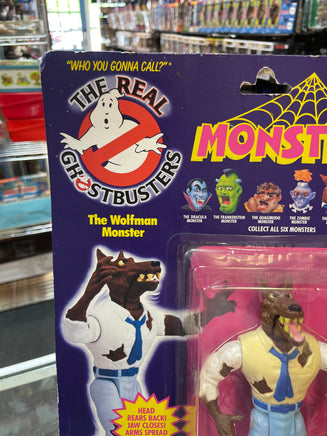 "WHO YOU GONNA CALL?"*
THE REAL
GHOSTBUSTERS
MONST
The Wolfman
Monster
THE DRACULA
MONSTER
THE FRANKENSTEIN
MONSTER
THE QUASIMODO
MONSTER
THE ZOMBIE
MONSTER
COLLECT ALL SIX MONSTERS
HEAD
REARS BACK!
JAW CLOSES!
ARMS SPREAD